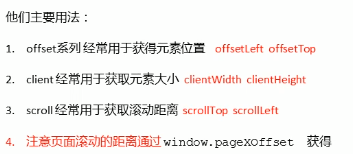 他们主要用法：
1. offset系列 经常用于获得元素位置 offsetLeft offsetTop
2. client 经常用于获取元素大小 clientWidth clientHeight
3. scroll 经常用于获取滚动距离 scrollTop scrollLeft
4. 注意页面滚动的距离通过 window.pageXOffset 获得